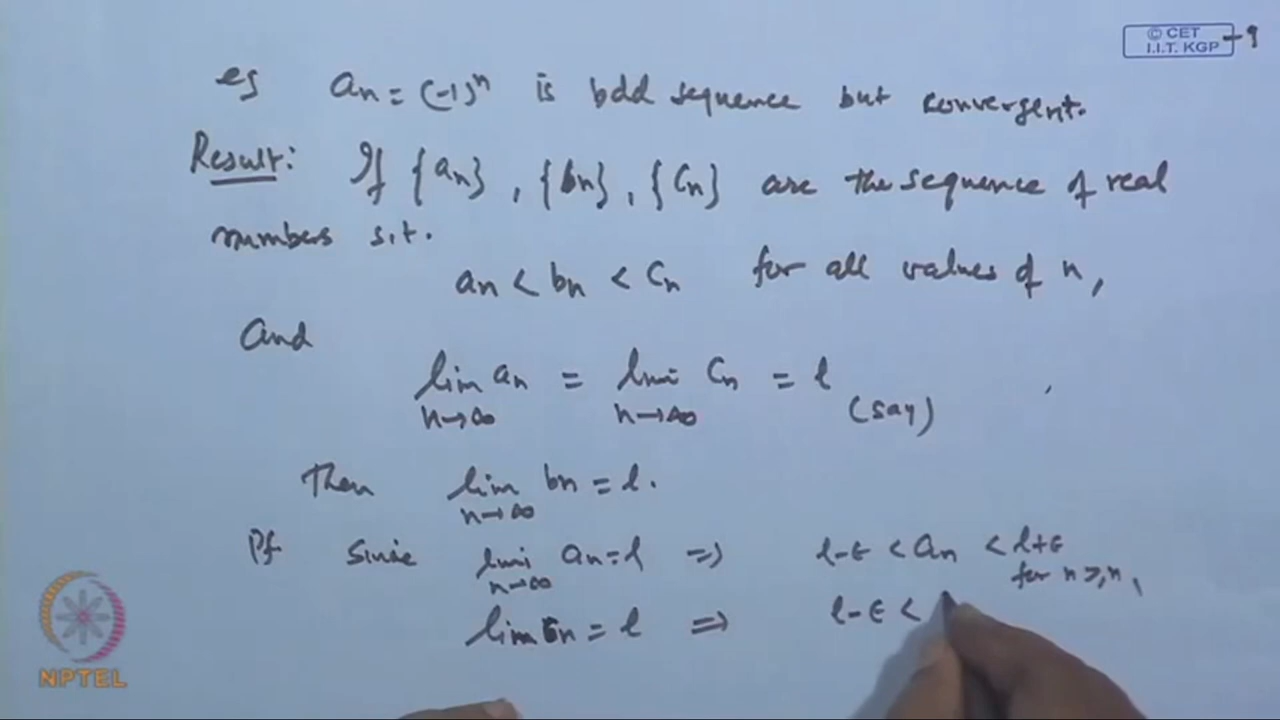 © CET
I.I.T. KGP
eg aₙ = (-1)ⁿ is bdd sequence but convergent.
Result: If {aₙ}, {bₙ}, {cₙ} are the sequence of real
numbers s.t.
aₙ < bₙ < cₙ for all values of n,
And
lim aₙ = lim cₙ = l
n→∞ n→∞ (say)
Then lim bₙ = l.
n→∞
Pf Since lim aₙ = l ⇒ l-ϵ < aₙ < l+ϵ
n→∞ for n ≥ n₁
lim cₙ = l ⇒ l-ϵ <
NPTEL